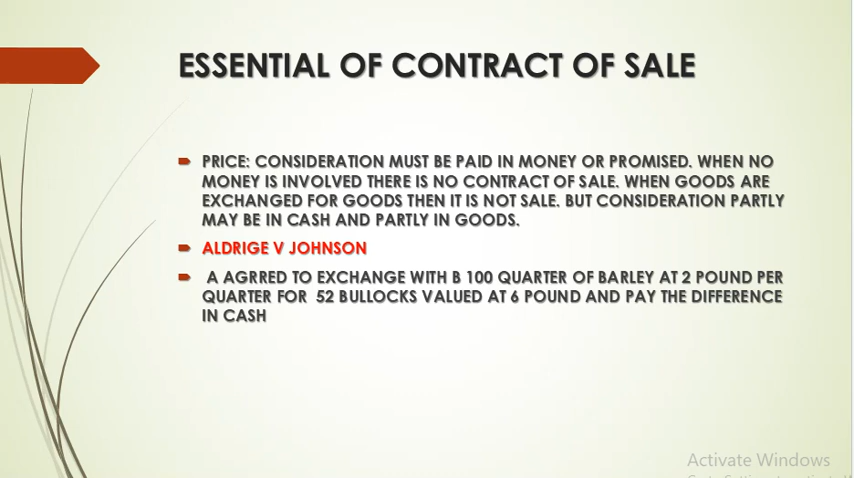 ESSENTIAL OF CONTRACT OF SALE
PRICE: CONSIDERATION MUST BE PAID IN MONEY OR PROMISED. WHEN NO
MONEY IS INVOLVED THERE IS NO CONTRACT OF SALE. WHEN GOODS ARE
EXCHANGED FOR GOODS THEN IT IS NOT SALE. BUT CONSIDERATION PARTLY
MAY BE IN CASH AND PARTLY IN GOODS.
ALDRIGE V JOHNSON
A AGRRED TO EXCHANGE WITH B 100 QUARTER OF BARLEY AT 2 POUND PER
QUARTER FOR 52 BULLOCKS VALUED AT 6 POUND AND PAY THE DIFFERENCE
IN CASH
Activate Windows